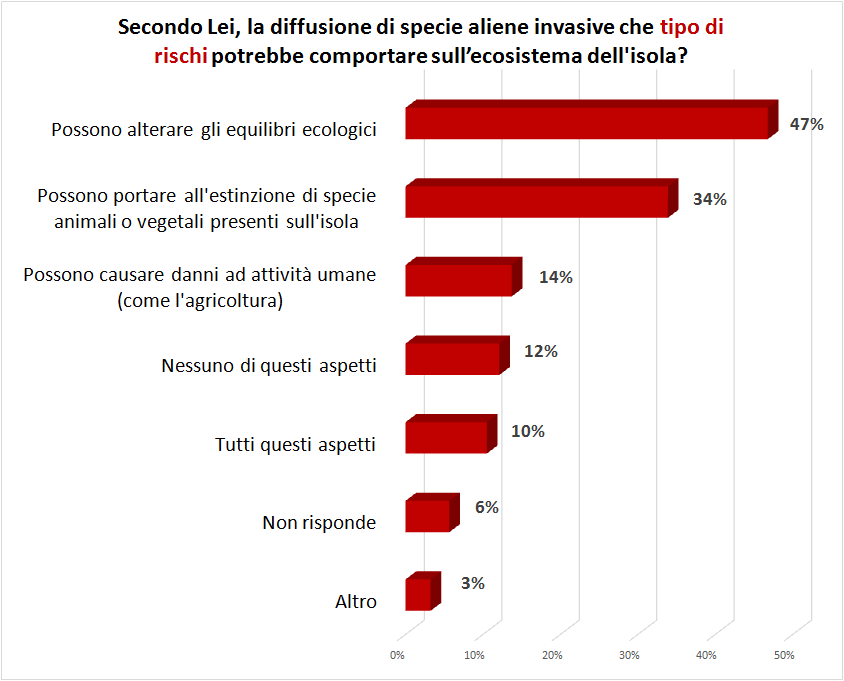 Secondo Lei, la diffusione di specie aliene invasive che tipo di
rischi potrebbe comportare sull’ecosistema dell'isola?
Possono alterare gli equilibri ecologici
47%
Possono portare all'estinzione di specie
animali o vegetali presenti sull'isola
34%
Possono causare danni ad attività umane
(come l'agricoltura)
14%
Nessuno di questi aspetti
12%
Tutti questi aspetti
10%
Non risponde
6%
Altro
3%
0% 10% 20% 30% 40% 50%